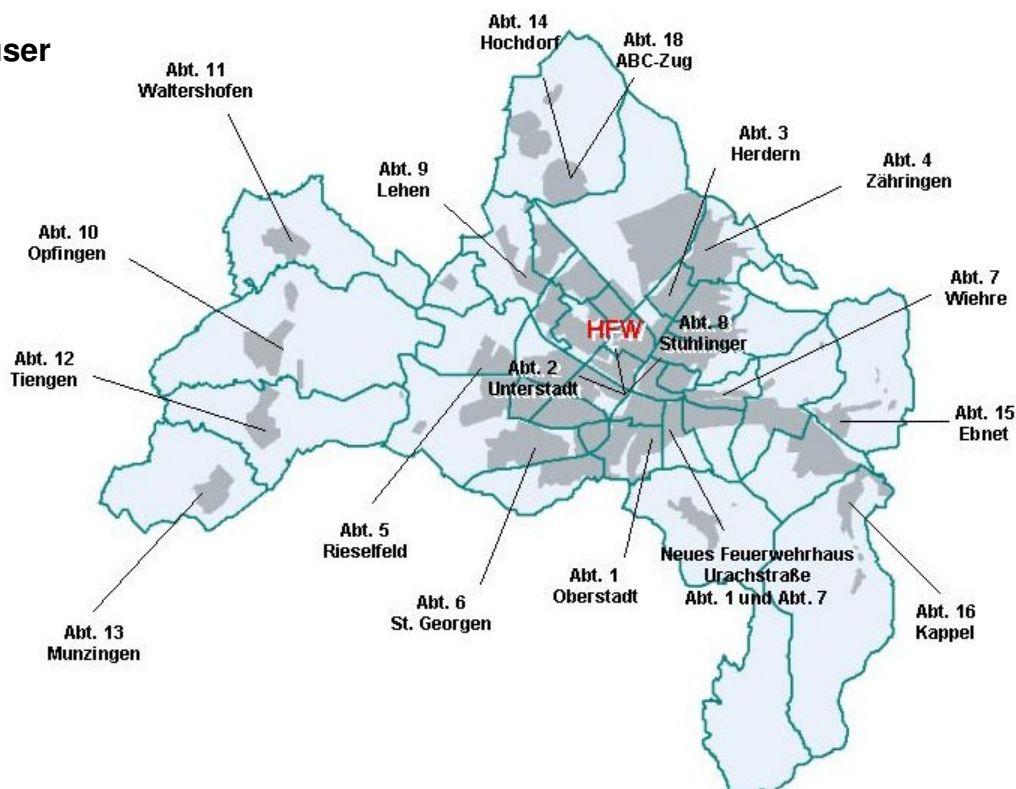 user
Abt. 14
Hochdorf
Abt. 18
ABC-Zug
Abt. 11
Waltershofen
Abt. 3
Herdern
Abt. 9
Lehen
Abt. 4
Zähringen
Abt. 10
Opfingen
Abt. 7
Wiehre
HFW
Abt. 8
Stühlinger
Abt. 12
Tiengen
Abt. 2
Unterstadt
Abt. 15
Ebnet
Abt. 5
Rieselfeld
Neues Feuerwehrhaus
Urachstraße
Abt. 1 und Abt. 7
Abt. 1
Oberstadt
Abt. 6
St. Georgen
Abt. 16
Kappel
Abt. 13
Munzingen